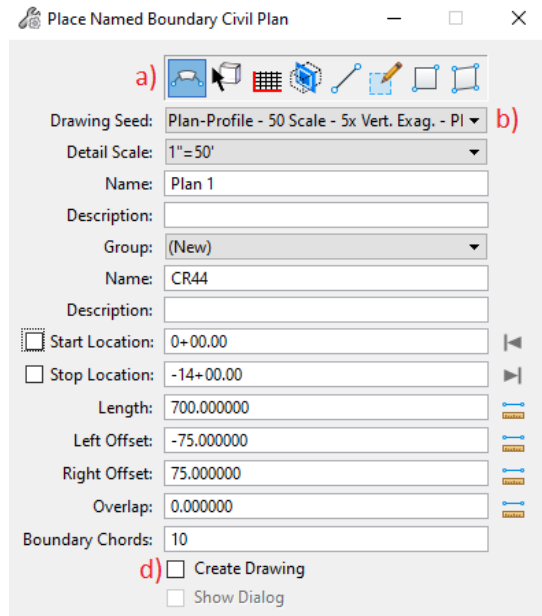 Place Named Boundary Civil Plan
a)
Drawing Seed: Plan-Profile - 50 Scale - 5x Vert. Exag. - Pl b)
Detail Scale: 1"=50'
Name: Plan 1
Description:
Group: (New)
Name: CR44
Description:
Start Location: 0+00.00
Stop Location: -14+00.00
Length: 700.000000
Left Offset: -75.000000
Right Offset: 75.000000
Overlap: 0.000000
Boundary Chords: 10
d) Create Drawing
Show Dialog